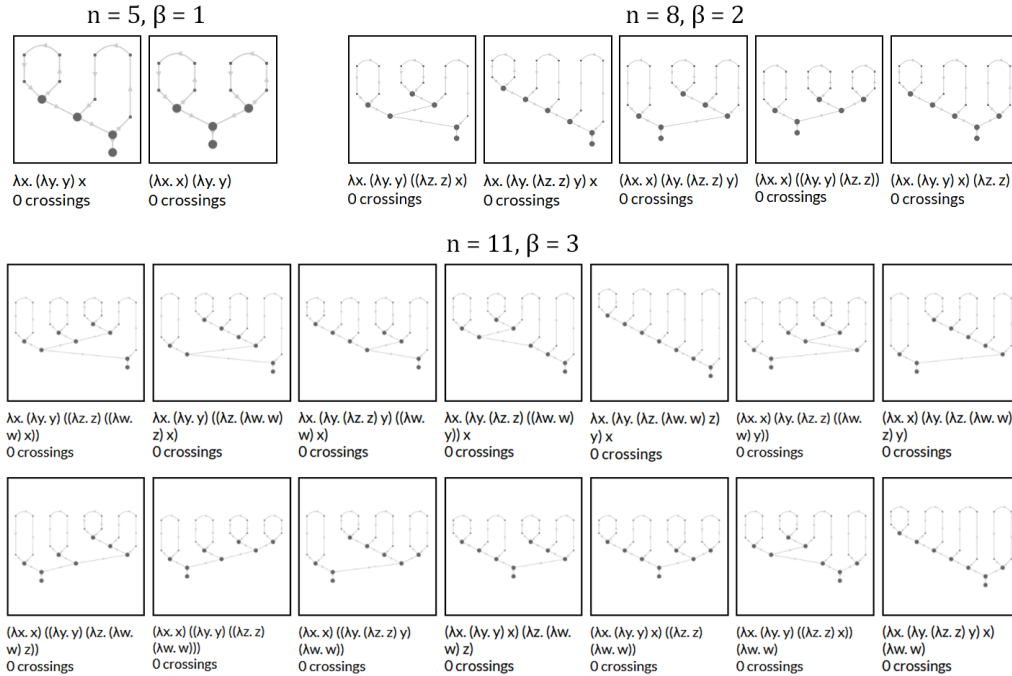 n = 5, β = 1
n = 8, β = 2
λx. (λy. y) x
0 crossings
(λx. x) (λy. y)
0 crossings
λx. (λy. y) ((λz. z) x)
0 crossings
λx. (λy. (λz. z) y) x
0 crossings
(λx. x) (λy. (λz. z) y)
0 crossings
(λx. x) ((λy. y) (λz. z))
0 crossings
(λx. (λy. y) x) (λz. z)
0 crossings
n = 11, β = 3
λx. (λy. y) ((λz. z) ((λw.
w) x))
0 crossings
λx. (λy. y) ((λz. (λw. w)
z) x)
0 crossings
λx. (λy. (λz. z) y) ((λw.
w) x)
0 crossings
λx. (λy. (λz. z) ((λw. w)
y)) x
0 crossings
λx. (λy. (λz. (λw. w) z)
y) x
0 crossings
(λx. x) (λy. (λz. z) ((λw.
w) y))
0 crossings
(λx. x) (λy. (λz. (λw. w)
z) y)
0 crossings
(λx. x) ((λy. y) (λz. (λw.
w) z))
0 crossings
(λx. x) ((λy. y) ((λz. z)
(λw. w)))
0 crossings
(λx. x) ((λy. (λz. z) y)
(λw. w))
0 crossings
(λx. (λy. y) x) (λz. (λw.
w) z)
0 crossings
(λx. (λy. y) x) ((λz. z)
(λw. w))
0 crossings
(λx. (λy. y) ((λz. z) x))
(λw. w)
0 crossings
(λx. (λy. (λz. z) y) x)
(λw. w)
0 crossings